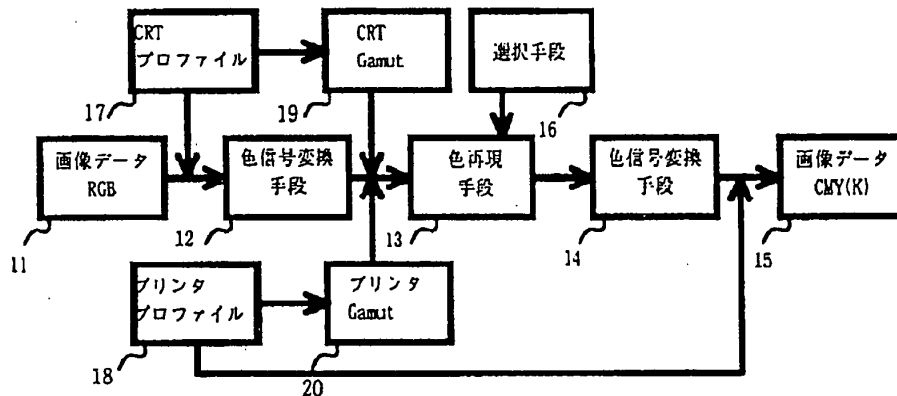 CRT
プロファイル
CRT
Gamut
選択手段
17
19
16
画像データ
RGB
色信号変換
手段
色再現
手段
色信号変換
手段
画像データ
CMY(K)
11
12
13
14
15
プリンタ
プロファイル
プリンタ
Gamut
18
20